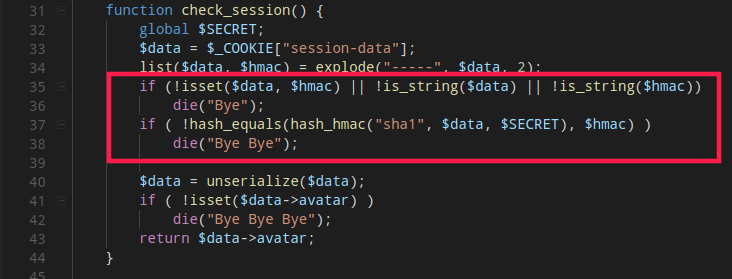 31 function check_session() {
32 global $SECRET;
33 $data = $_COOKIE["session-data"];
34 list($data, $hmac) = explode("-----", $data, 2);
35 if (!isset($data, $hmac) || !is_string($data) || !is_string($hmac))
36 die("Bye");
37 if ( !hash_equals(hash_hmac("sha1", $data, $SECRET), $hmac) )
38 die("Bye Bye");
39
40 $data = unserialize($data);
41 if ( !isset($data->avatar) )
42 die("Bye Bye Bye");
43 return $data->avatar;
44 }
45